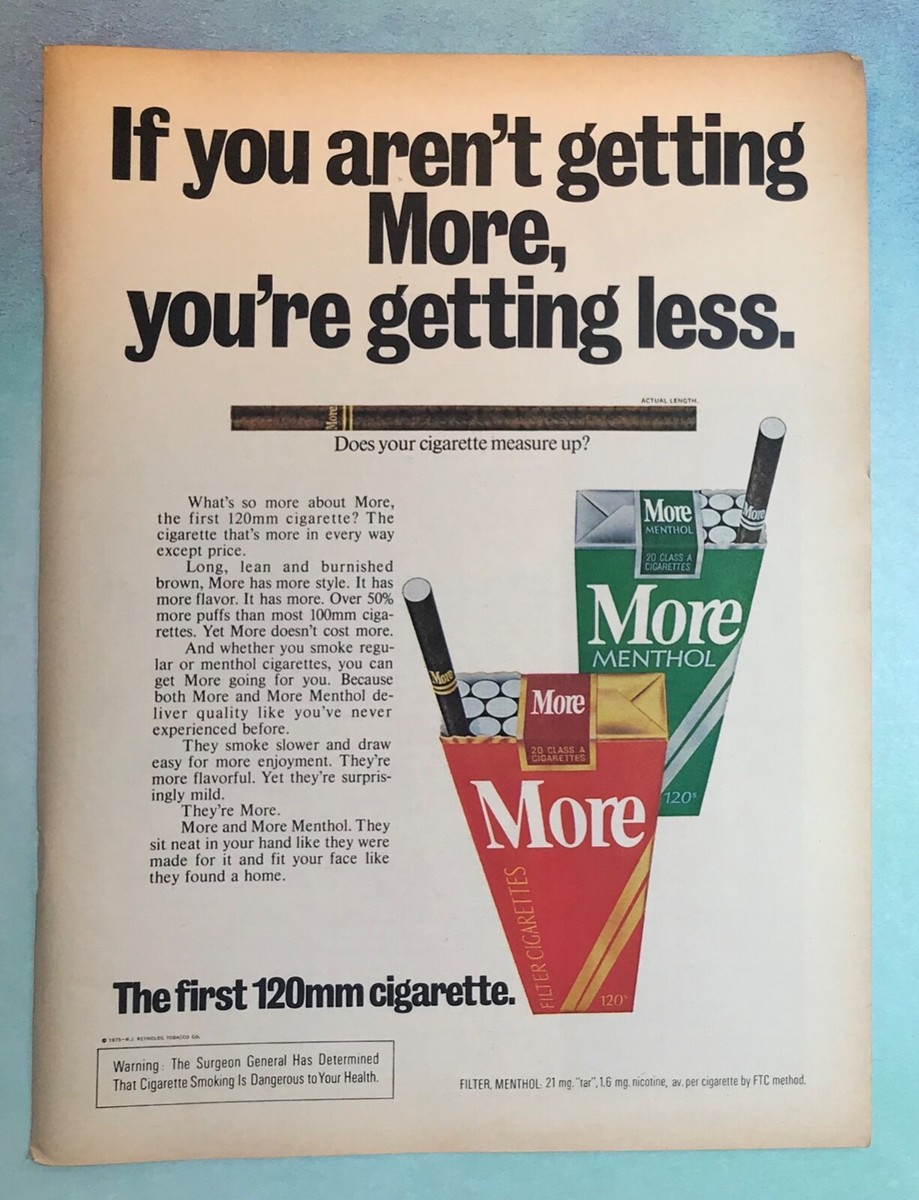 If you aren't getting
More,
you're getting less.
ACTUAL LENGTH.
More
Does your cigarette measure up?
What's so more about More,
the first 120mm cigarette? The
cigarette that's more in every way
except price.
Long, lean and burnished
brown, More has more style. It has
more flavor. It has more. Over 50%
more puffs than most 100mm ciga-
rettes. Yet More doesn't cost more.
And whether you smoke regu-
lar or menthol cigarettes, you can
get More going for you. Because
both More and More Menthol de-
liver quality like you've never
experienced before.
They smoke slower and draw
easy for more enjoyment. They're
more flavorful. Yet they're surpris-
ingly mild.
They're More.
More and More Menthol. They
sit neat in your hand like they were
made for it and fit your face like
they found a home.
More
MENTHOL
20 CLASS A
CIGARETTES
More
More
MENTHOL
120's
More
More
20 CLASS A
CIGARETTES
More
FILTER CIGARETTES
120's
The first 120mm cigarette.
© 1975—R.J. REYNOLDS TOBACCO CO.
Warning: The Surgeon General Has Determined
That Cigarette Smoking Is Dangerous to Your Health.
FILTER, MENTHOL: 21 mg. "tar", 1.6 mg. nicotine, av. per cigarette by FTC method.